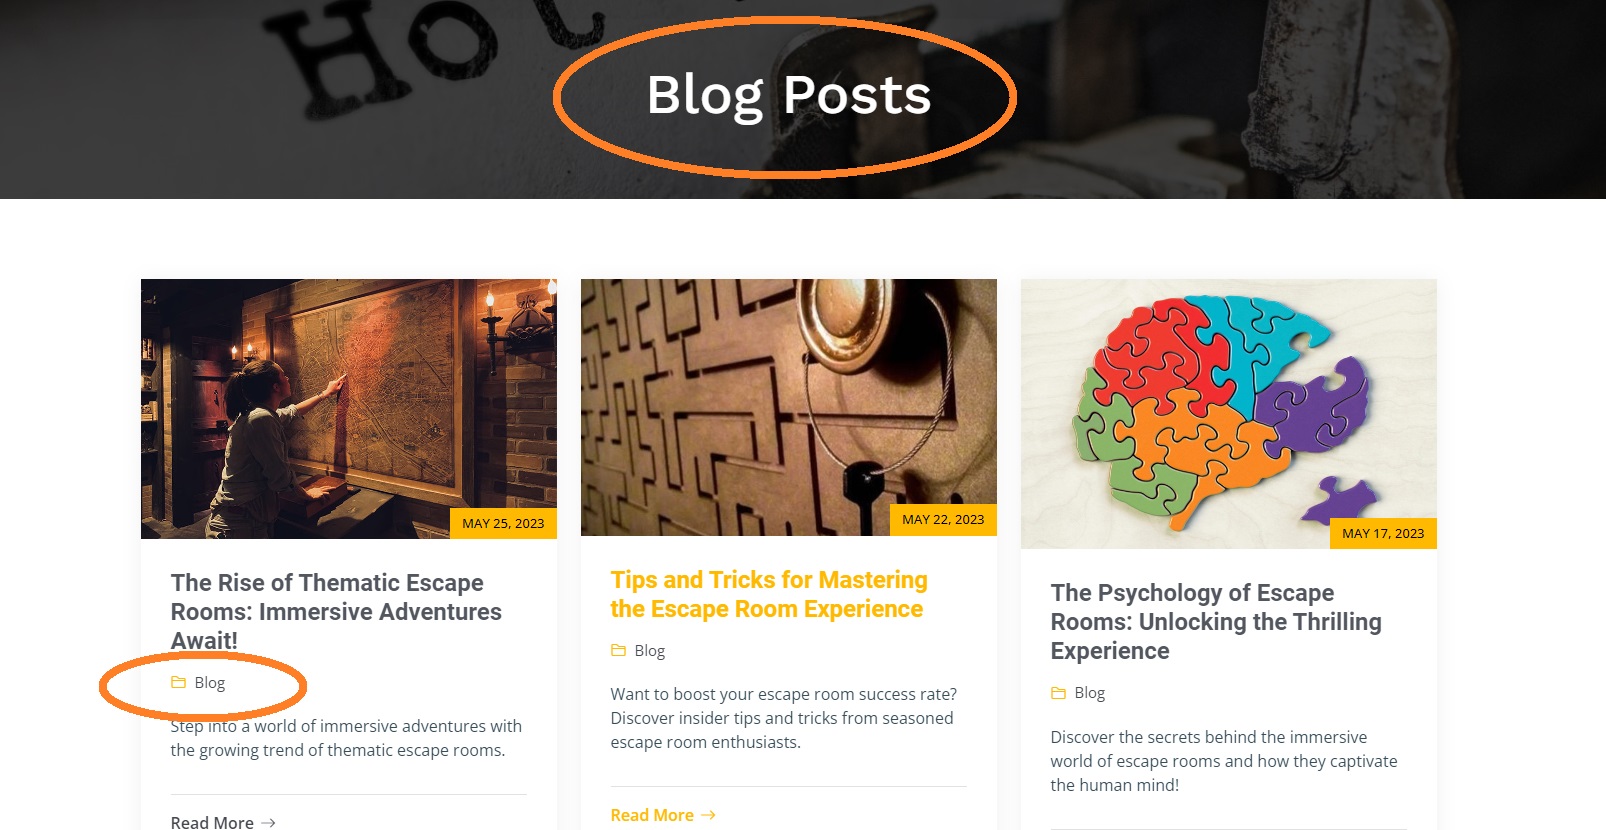 Hot
Blog Posts
MAY 25, 2023
The Rise of Thematic Escape
Rooms: Immersive Adventures
Await!
Blog
Step into a world of immersive adventures with
the growing trend of thematic escape rooms.
Read More
MAY 22, 2023
Tips and Tricks for Mastering
the Escape Room Experience
Blog
Want to boost your escape room success rate?
Discover insider tips and tricks from seasoned
escape room enthusiasts.
Read More
MAY 17, 2023
The Psychology of Escape
Rooms: Unlocking the Thrilling
Experience
Blog
Discover the secrets behind the immersive
world of escape rooms and how they captivate
the human mind!